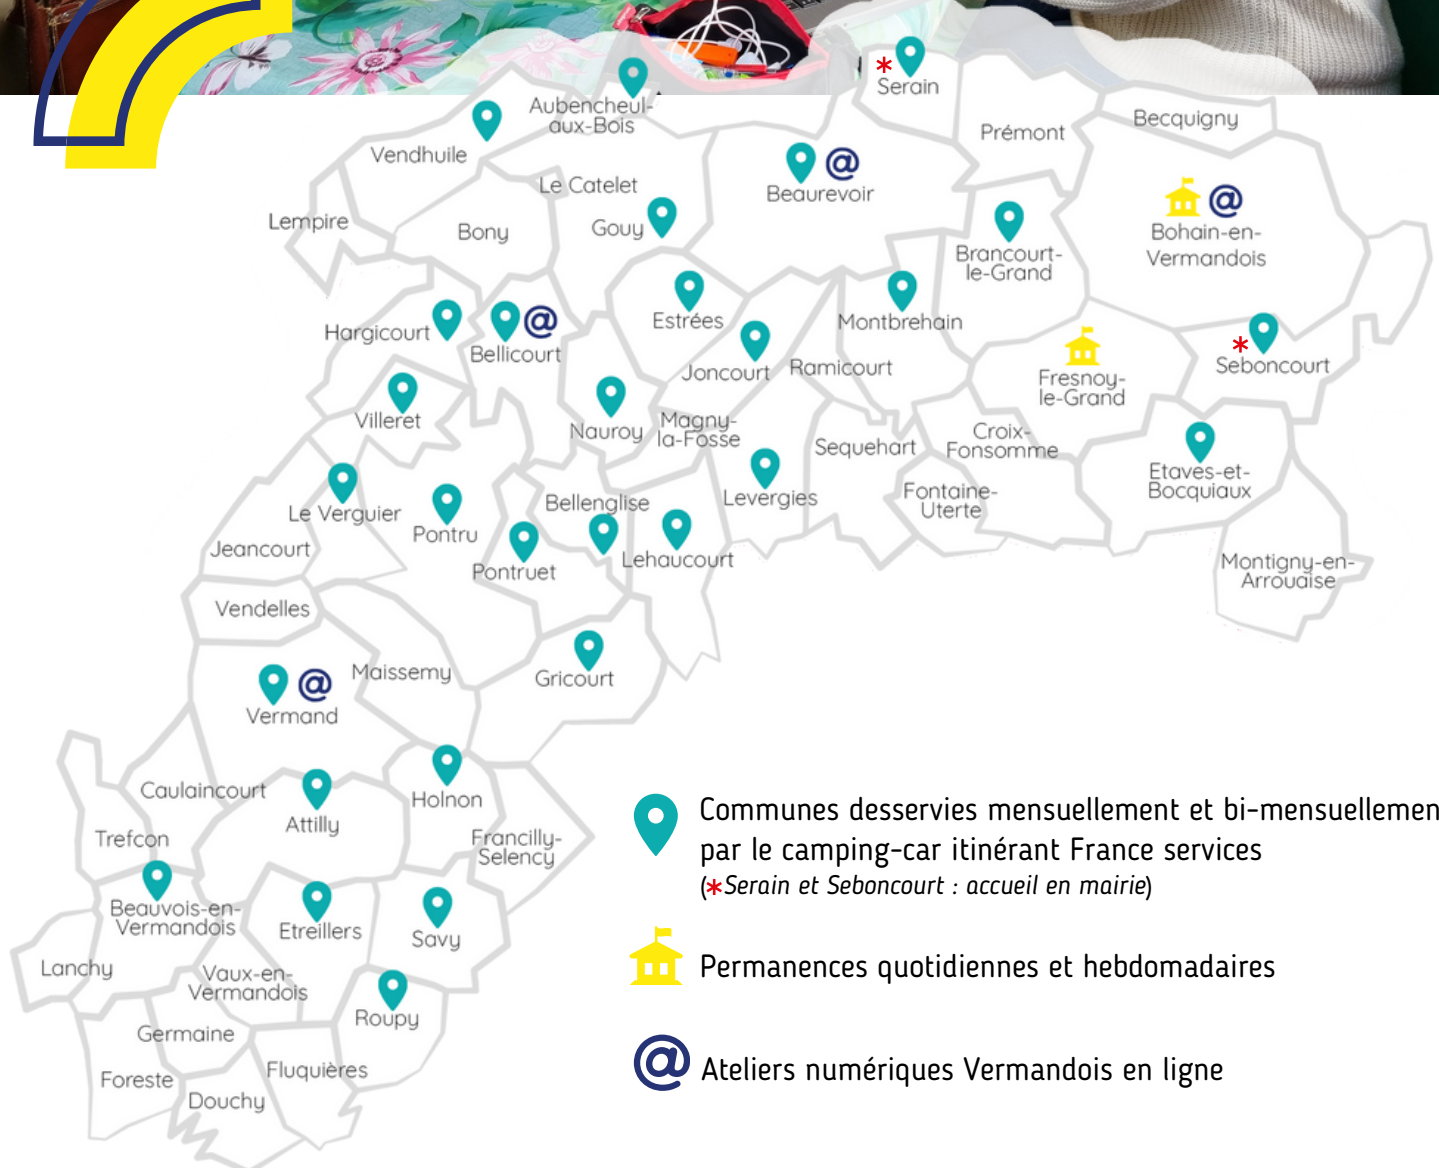 Serain
Aubencheul-
aux-Bois
Becquigny
Prémont
Vendhuile
Le Catelet
Beaurevoir
@
Lempire
Bony
Gouy
@
Bohain-en-
Vermandois
Brancourt-
le-Grand
Hargicourt
@
Bellicourt
Estrées
Montbrehain
Joncourt
Ramicourt
Fresnoy-
le-Grand
Seboncourt
Villeret
Nauroy
Magny-
la-Fosse
Sequehart
Croix-
Fonsomme
Etaves-et-
Bocquiaux
Le Verguier
Pontru
Bellenglise
Levergies
Fontaine-
Uterte
Jeancourt
Pontruet
Lehaucourt
Montigny-en-
Arrouaise
Vendelles
Maissemy
Gricourt
@
Vermand
Caulaincourt
Attilly
Holnon
Trefcon
Francilly-
Selency
Beauvois-en-
Vermandois
Etreillers
Savy
Lanchy
Vaux-en-
Vermandois
Roupy
Germaine
Foreste
Fluquières
Douchy
Communes desservies mensuellement et bi-mensuellemen
par le camping-car itinérant France services
(*Serain et Seboncourt : accueil en mairie)
Permanences quotidiennes et hebdomadaires
@ Ateliers numériques Vermandois en ligne